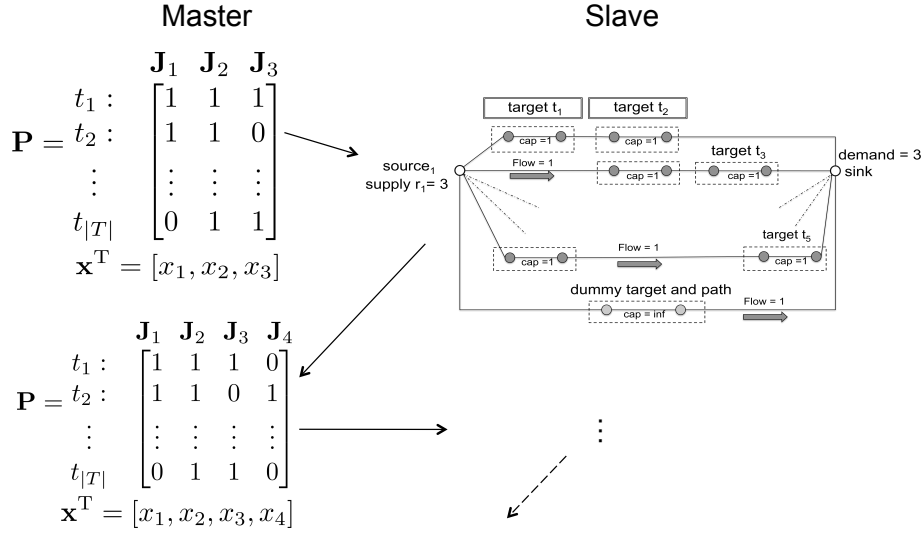 Master
Slave
J₁ J₂ J₃
t₁ : 1 1 1
P = t₂ : 1 1 0
⋮ ⋮ ⋮ ⋮
t|T| 0 1 1
xᵀ = [x₁, x₂, x₃]
target t₁ target t₂
cap =1 cap =1
target t₃
demand = 3
sink
source₁
supply r₁= 3
Flow = 1
cap =1 cap =1
target t₅
Flow = 1
cap =1 cap =1
dummy target and path
Flow = 1
cap = inf
J₁ J₂ J₃ J₄
t₁ : 1 1 1 0
P = t₂ : 1 1 0 1
⋮ ⋮ ⋮ ⋮ ⋮
t|T| 0 1 1 0
xᵀ = [x₁, x₂, x₃, x₄]
⋮